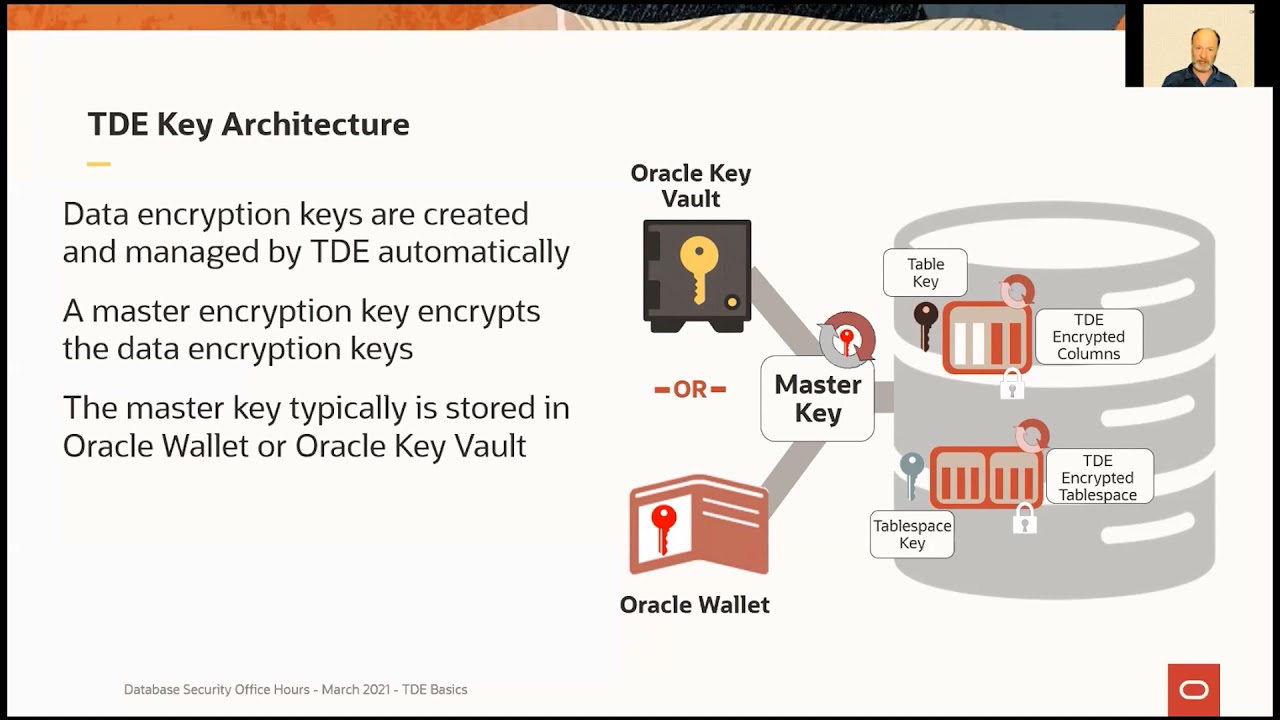 TDE Key Architecture
Data encryption keys are created
and managed by TDE automatically
A master encryption key encrypts
the data encryption keys
The master key typically is stored in
Oracle Wallet or Oracle Key Vault
Oracle Key
Vault
OR
Oracle Wallet
Master
Key
Table
Key
TDE
Encrypted
Columns
TDE
Encrypted
Tablespace
Tablespace
Key
Database Security Office Hours - March 2021 - TDE Basics